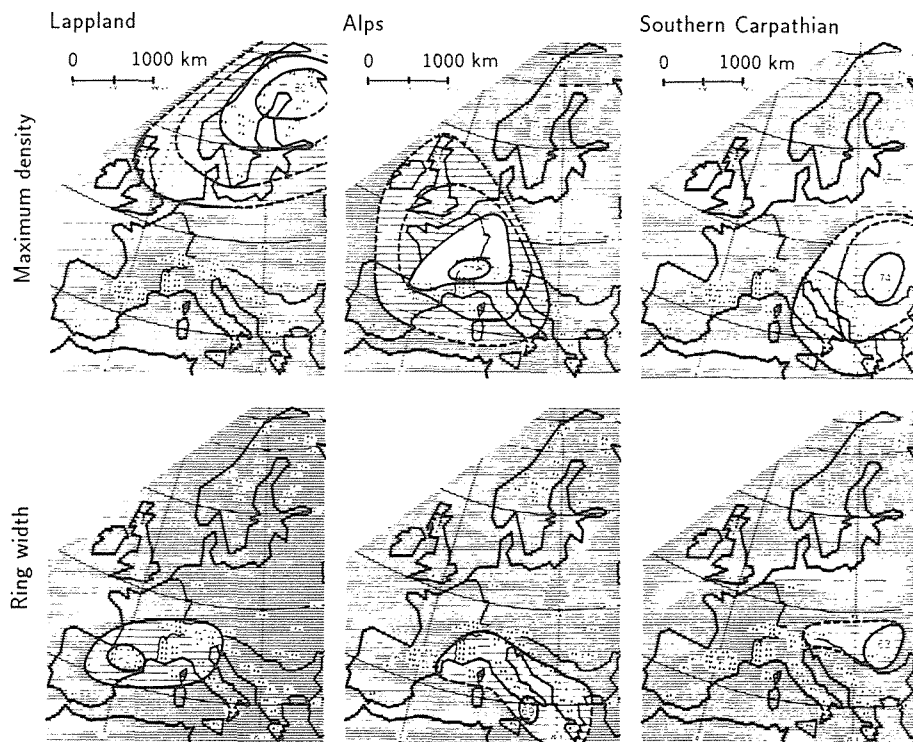 Lappland
Alps
Southern Carpathian
0 1000 km
0 1000 km
0 1000 km
Maximum density
Ring width